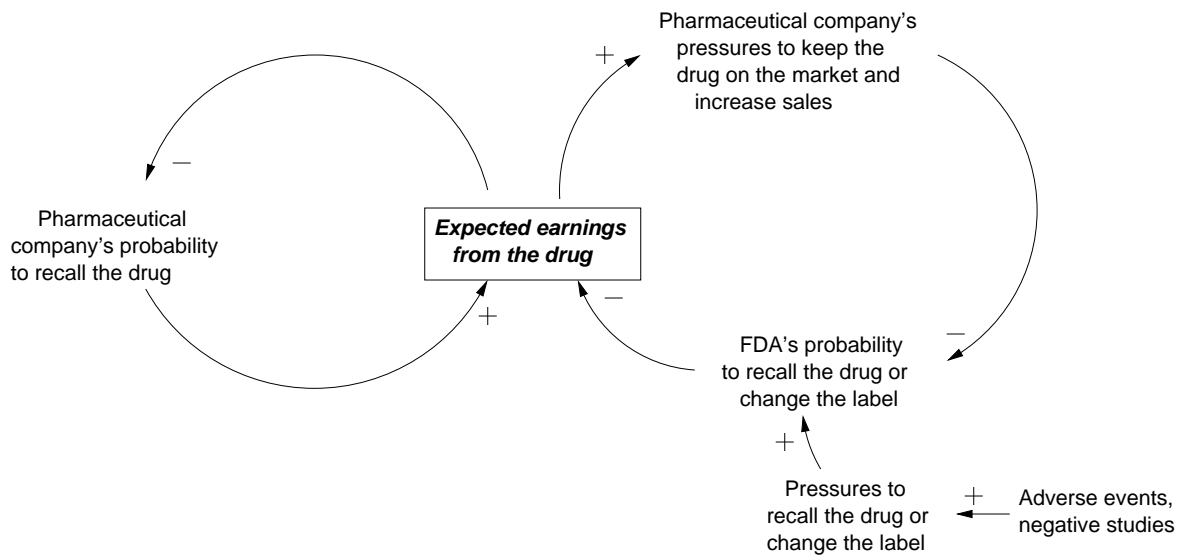 Pharmaceutical company's
pressures to keep the
drug on the market and
increase sales
+
−
Pharmaceutical
company's probability
to recall the drug
Expected earnings
from the drug
+
−
−
FDA's probability
to recall the drug or
change the label
+
Pressures to
recall the drug or
change the label
+
Adverse events,
negative studies